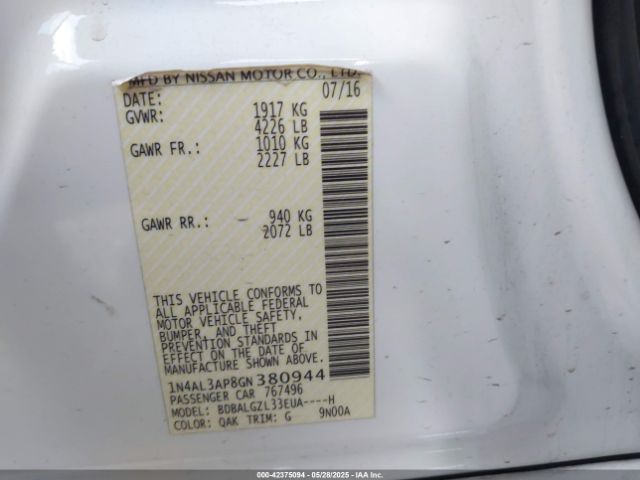 MFD BY NISSAN MOTOR CO., LTD.
DATE: 07/16
GVWR: 1917 KG
4226 LB
GAWR FR.: 1010 KG
2227 LB
GAWR RR.: 940 KG
2072 LB
THIS VEHICLE CONFORMS TO
ALL APPLICABLE FEDERAL
MOTOR VEHICLE SAFETY,
BUMPER, AND THEFT
PREVENTION STANDARDS IN
EFFECT ON THE DATE OF
MANUFACTURE SHOWN ABOVE.
1N4AL3AP8GN380944
PASSENGER CAR 767496
MODEL: BDBALGZL33EUA----H
COLOR: QAK TRIM: G 9N00A
00-42375094 - 05/28/2025 - IAA Inc.